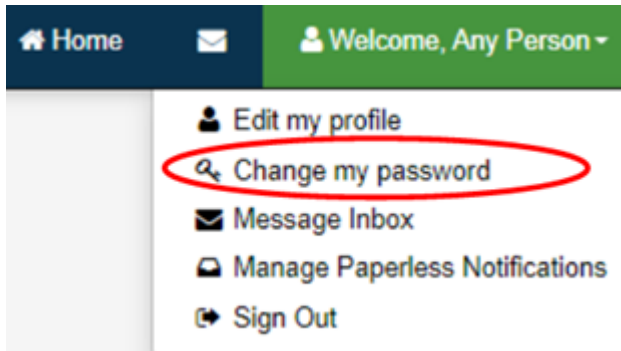 Home Welcome, Any Person
Edit my profile
Change my password
Message Inbox
Manage Paperless Notifications
Sign Out